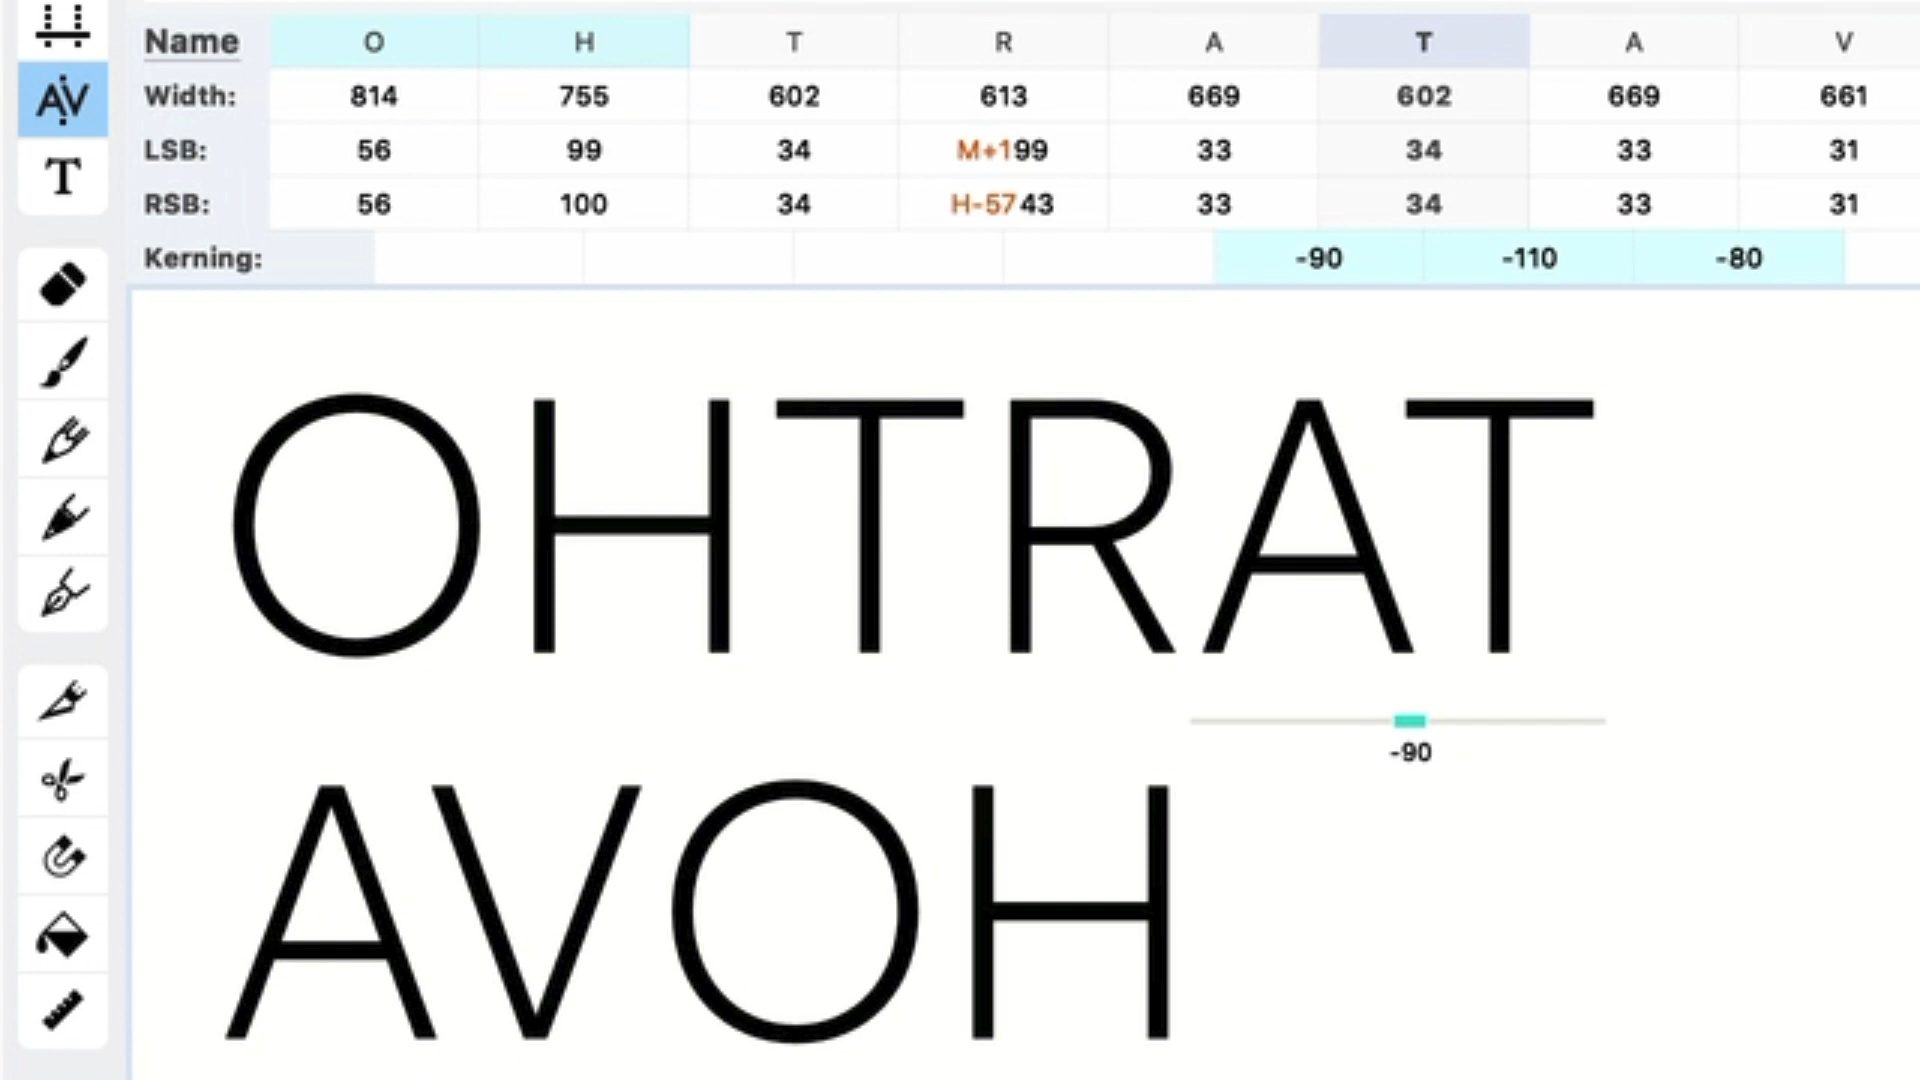 Name O H T R A T A V
Width: 814 755 602 613 669 602 669 661
LSB: 56 99 34 M+199 33 34 33 31
RSB: 56 100 34 H-5743 33 34 33 31
Kerning: -90 -110 -80
AV
T
OHTRAT
-90
AVOH